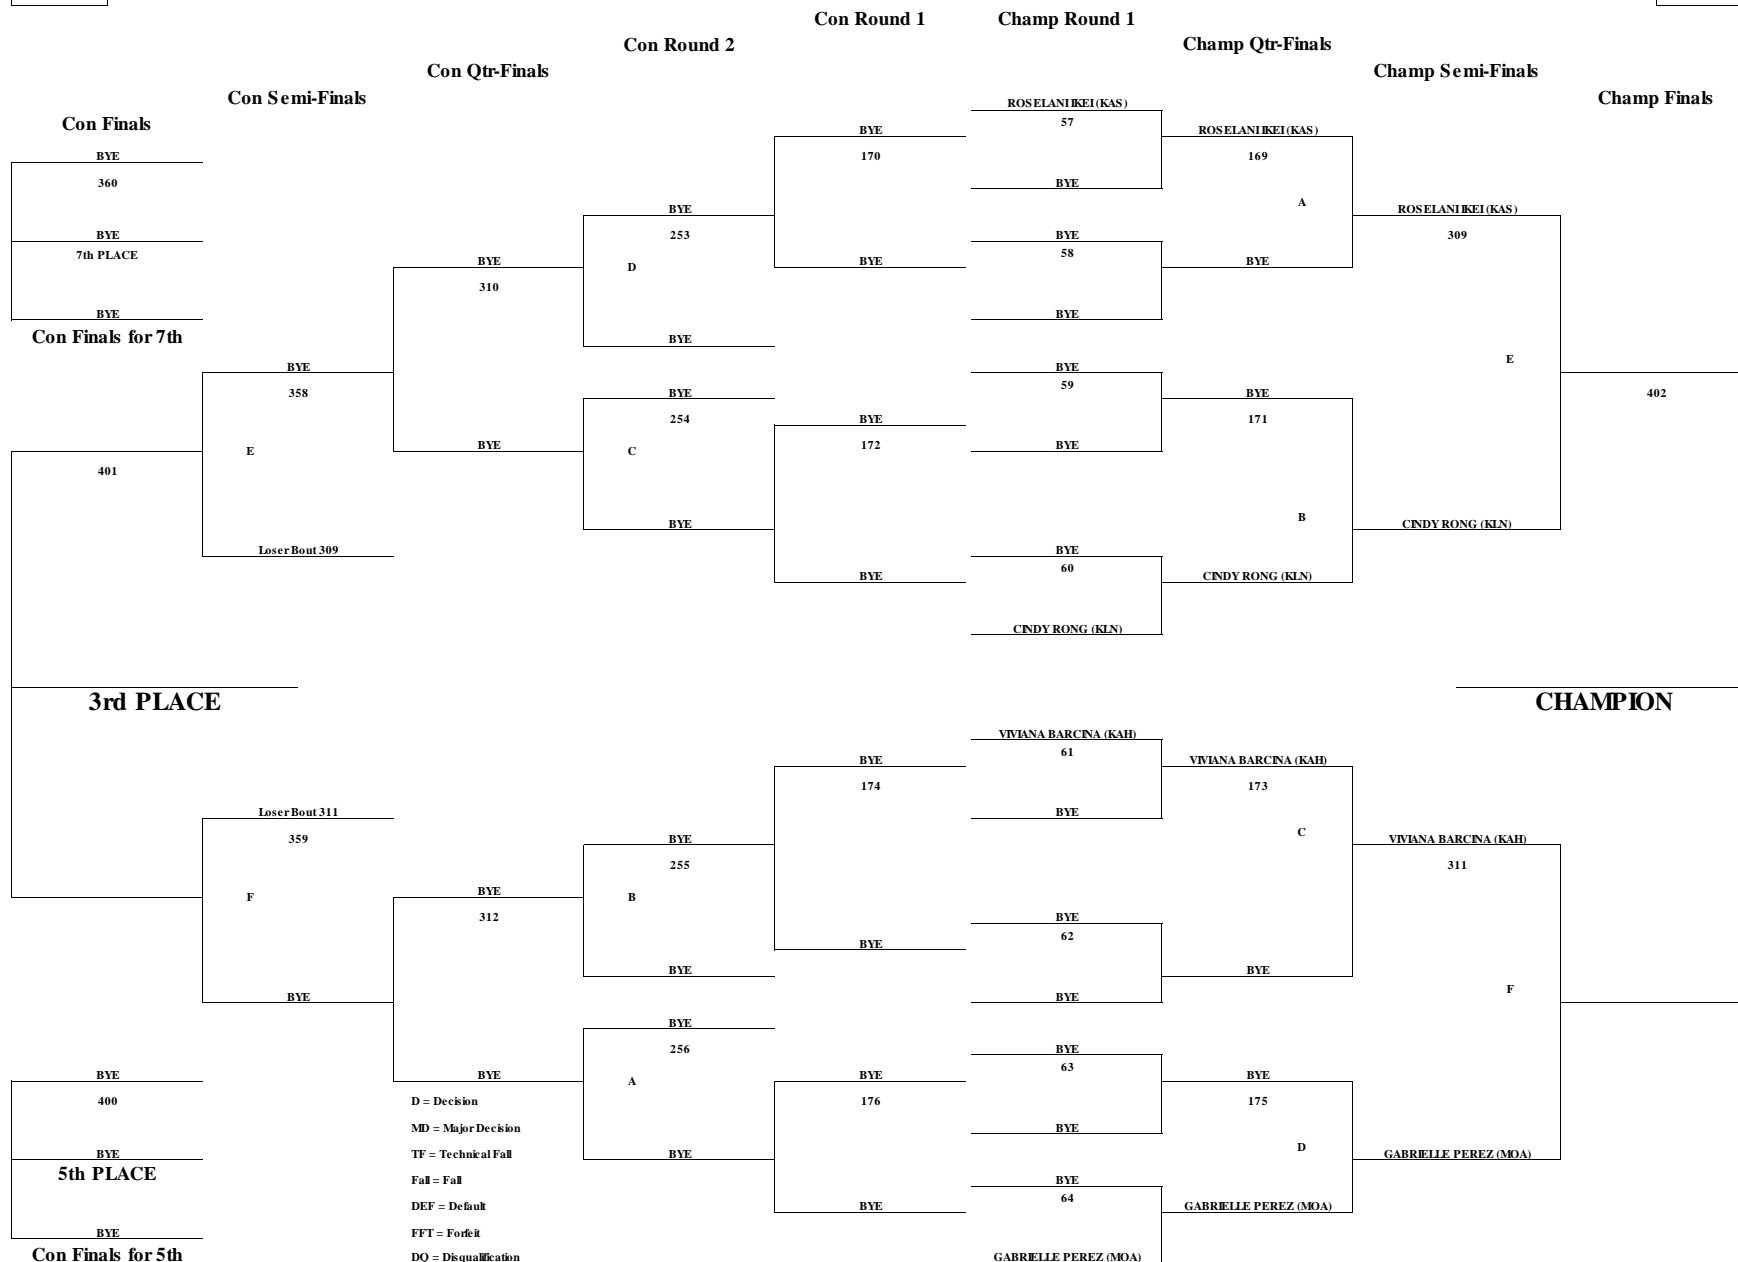 Con Round 1
Champ Round 1
Con Round 2
Champ Qtr-Finals
Con Qtr-Finals
Champ Semi-Finals
Con Semi-Finals
Champ Finals
Con Finals
ROSELANI IKEI (KAS)
57
BYE
ROSELANI IKEI (KAS)
BYE
170
169
360
BYE
A
BYE
ROSELANI IKEI (KAS)
BYE
253
BYE
309
7th PLACE
58
BYE
D
BYE
BYE
310
BYE
BYE
Con Finals for 7th
BYE
E
BYE
BYE
358
59
BYE
BYE
402
254
BYE
171
E
BYE
C
172
BYE
401
B
BYE
CINDY RONG (KLN)
Loser Bout 309
BYE
60
BYE
CINDY RONG (KLN)
CINDY RONG (KLN)
3rd PLACE
CHAMPION
VIVIANA BARCINA (KAH)
61
BYE
VIVIANA BARCINA (KAH)
174
173
Loser Bout 311
BYE
C
359
BYE
VIVIANA BARCINA (KAH)
255
311
F
BYE
B
312
BYE
62
BYE
BYE
BYE
F
BYE
BYE
BYE
256
BYE
63
BYE
BYE
A
BYE
BYE
400
D = Decision
176
175
MD = Major Decision
BYE
D
BYE
TF = Technical Fall
BYE
GABRIELLE PEREZ (MOA)
5th PLACE
Fall = Fall
BYE
64
DEF = Default
BYE
GABRIELLE PEREZ (MOA)
BYE
FFT = Forfeit
Con Finals for 5th
DQ = Disqualification
GABRIELLE PEREZ (MOA)